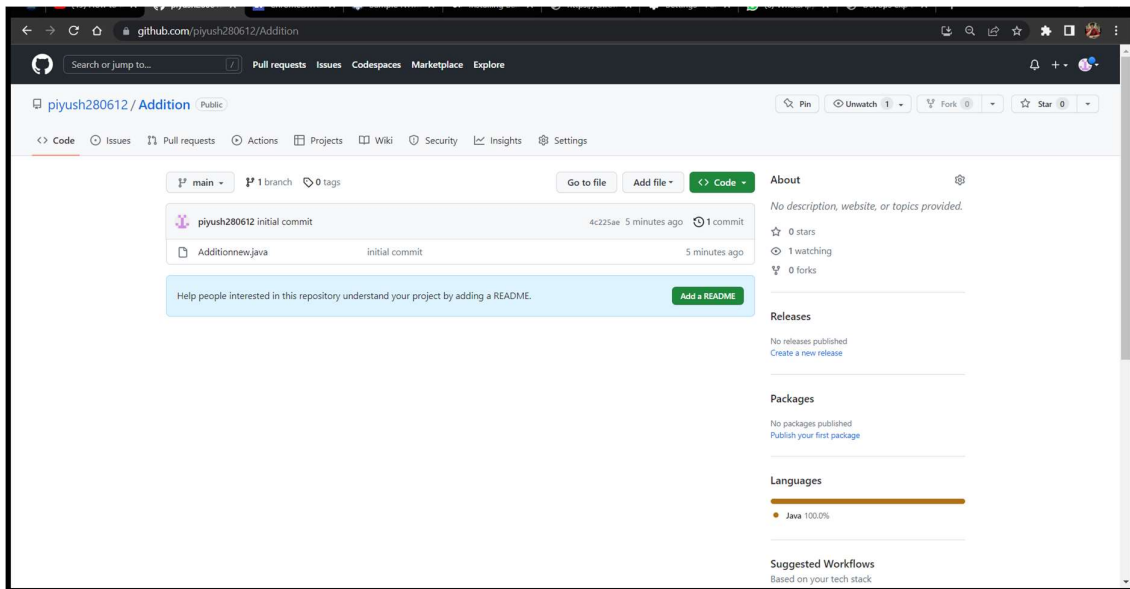 github.com/piyush280612/Addition
Search or jump to... /
Pull requests Issues Codespaces Marketplace Explore
piyush280612 / Addition Public
Pin Unwatch 1 Fork 0 Star 0
Code Issues Pull requests Actions Projects Wiki Security Insights Settings
main 1 branch 0 tags Go to file Add file Code
piyush280612 initial commit 4c225ae 5 minutes ago 1 commit
Additionnew.java initial commit 5 minutes ago
Help people interested in this repository understand your project by adding a README. Add a README
About
No description, website, or topics provided.
0 stars
1 watching
0 forks
Releases
No releases published
Create a new release
Packages
No packages published
Publish your first package
Languages
Java 100.0%
Suggested Workflows
Based on your tech stack